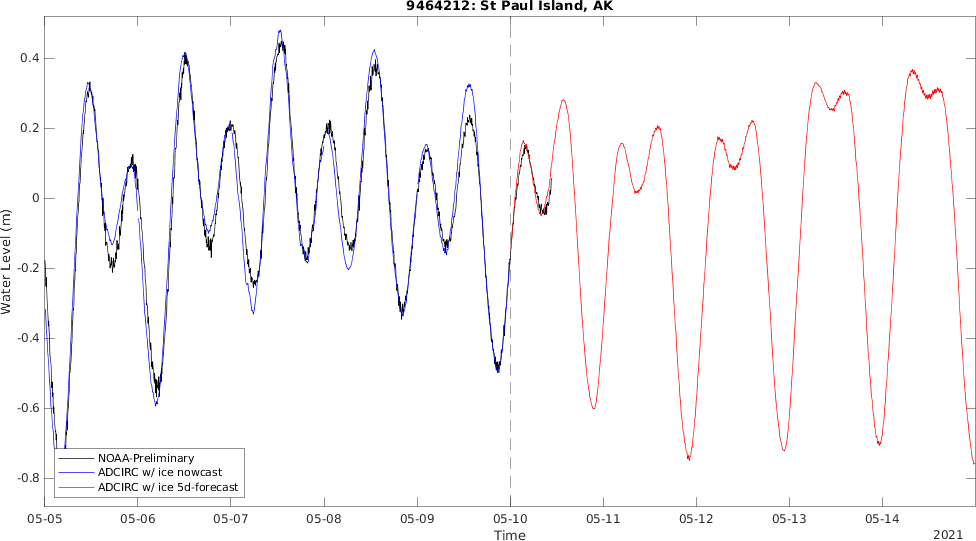 9464212: St Paul Island, AK
0.4
0.2
0
-0.2
-0.4
-0.6
-0.8
Water Level (m)
NOAA-Preliminary
ADCIRC w/ ice nowcast
ADCIRC w/ ice 5d-forecast
05-05 05-06 05-07 05-08 05-09 05-10 05-11 05-12 05-13 05-14
Time
2021